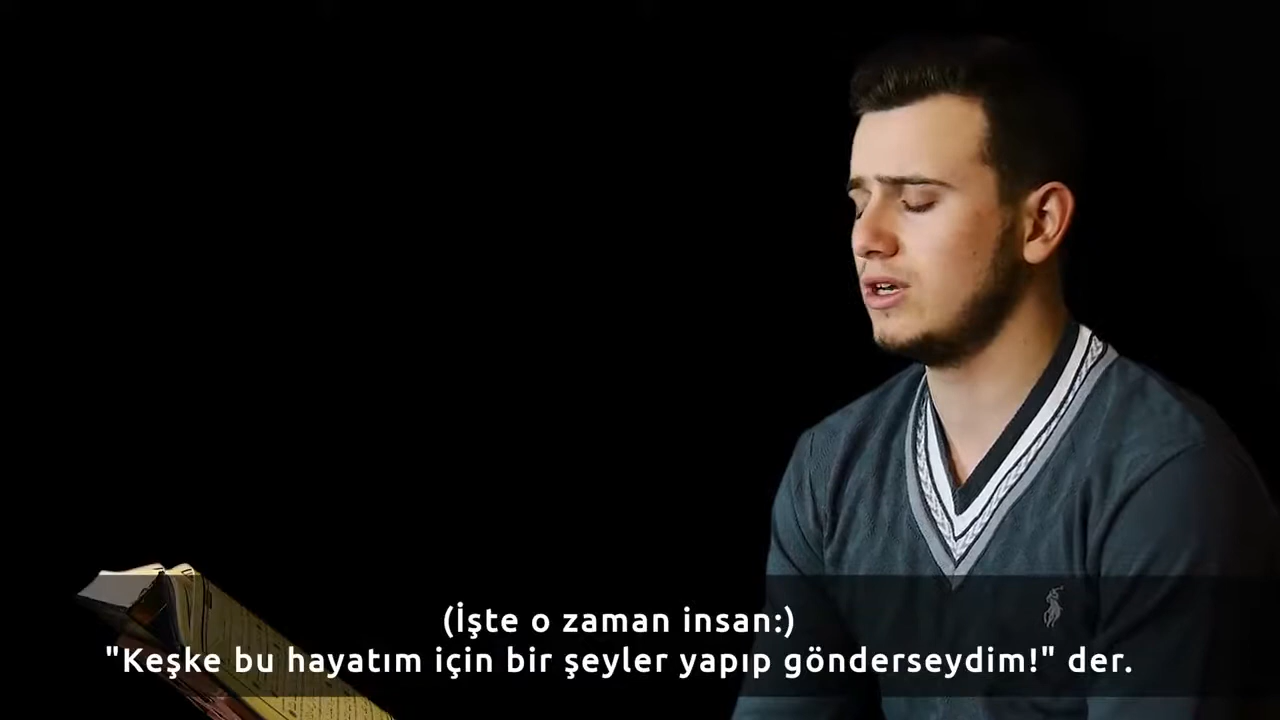 (İşte o zaman insan:)
"Keşke bu hayatım için bir şeyler yapıp gönderseydim!" der.